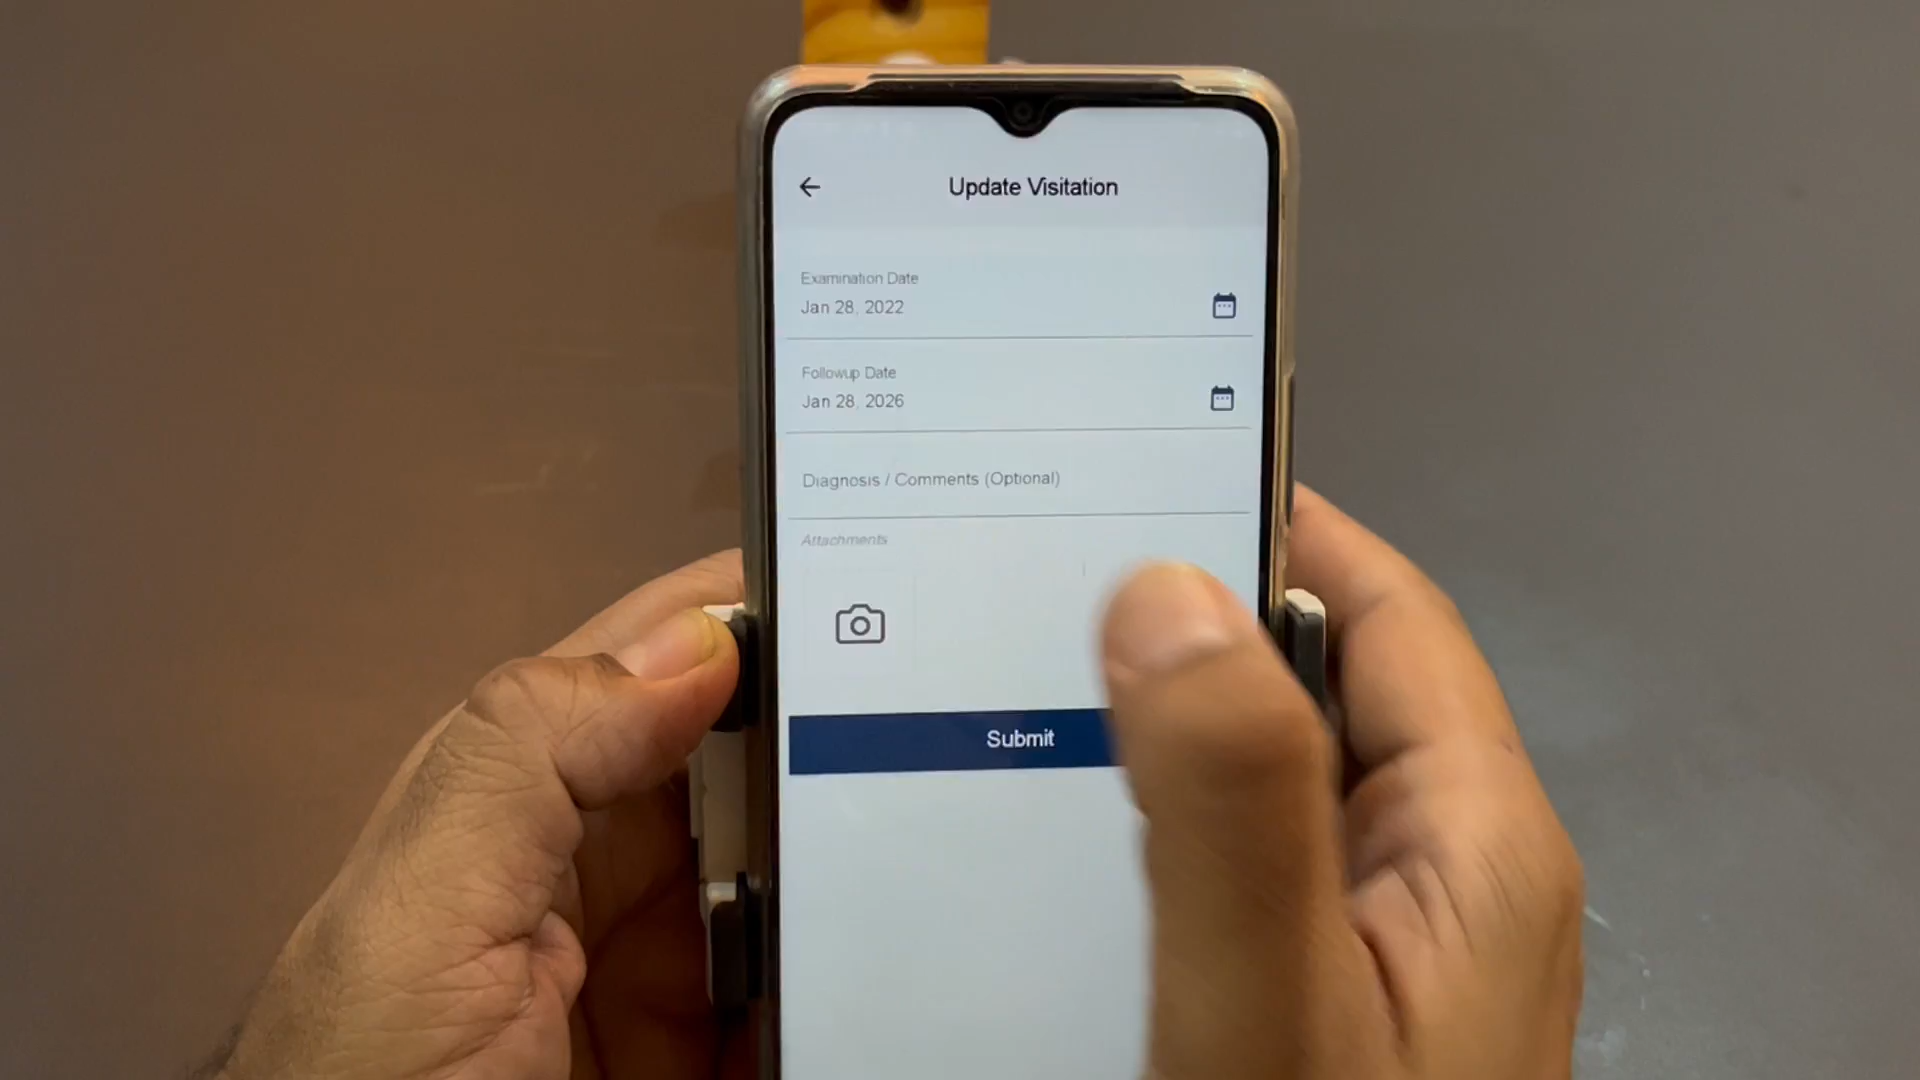 Update Visitation
Examination Date
Jan 28, 2022
Followup Date
Jan 28, 2026
Diagnosis / Comments (Optional)
Attachments
Submit